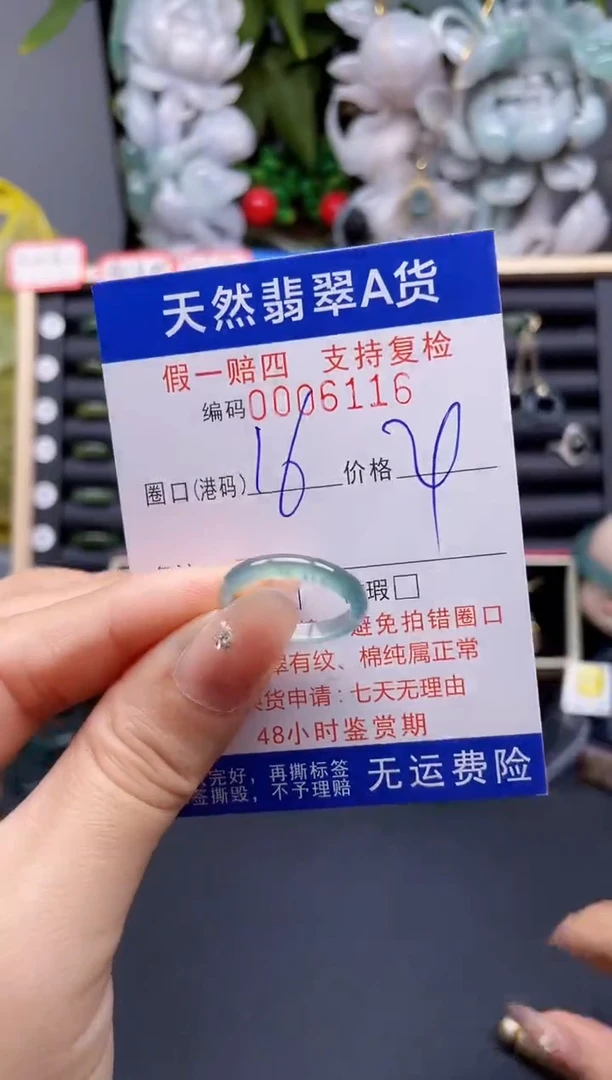 天然翡翠A货
假一赔四 支持复检
编码0006116
圈口(港码) 16 价格
瑕□
避免拍错圈口
有纹、棉纯属正常
货申请：七天无理由
48小时鉴赏期
完好，再撕标签
签撕毁，不予理赔
无运费险